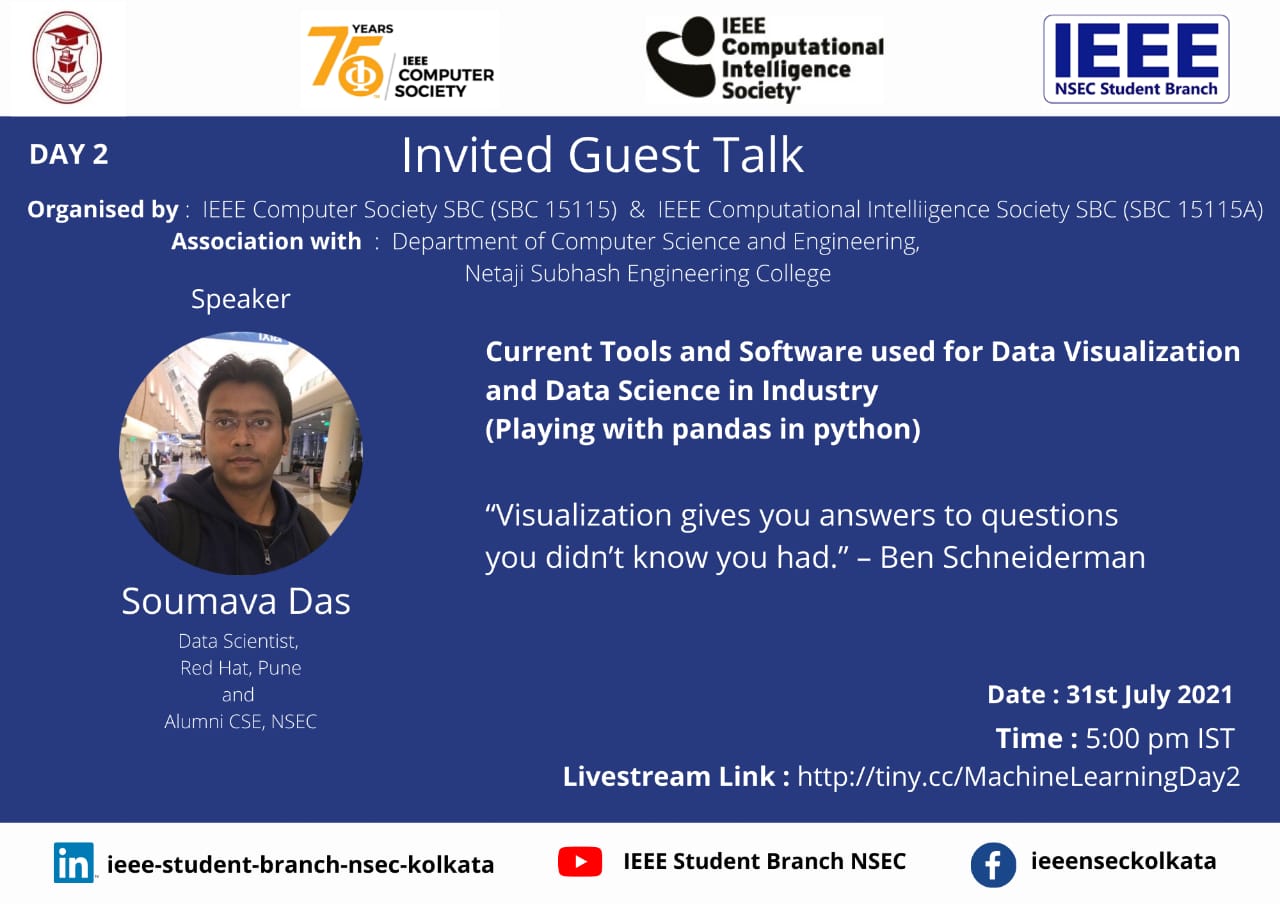 75 YEARS
IEEE
COMPUTER
SOCIETY
IEEE
Computational
Intelligence
Society
IEEE
NSEC Student Branch
DAY 2
Invited Guest Talk
Organised by : IEEE Computer Society SBC (SBC 15115) & IEEE Computational Intelliigence Society SBC (SBC 15115A)
Association with : Department of Computer Science and Engineering,
Netaji Subhash Engineering College
Speaker
Current Tools and Software used for Data Visualization
and Data Science in Industry
(Playing with pandas in python)
“Visualization gives you answers to questions
you didn’t know you had.” – Ben Schneiderman
Soumava Das
Data Scientist,
Red Hat, Pune
and
Alumni CSE, NSEC
Date : 31st July 2021
Time : 5:00 pm IST
Livestream Link : http://tiny.cc/MachineLearningDay2
in ieee-student-branch-nsec-kolkata
IEEE Student Branch NSEC
f ieeenseckolkata